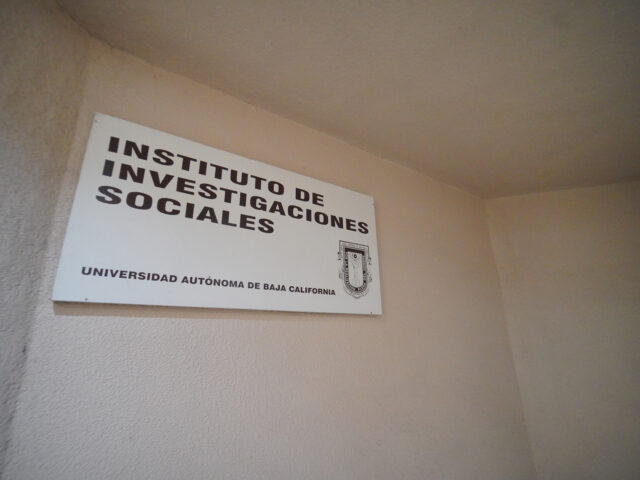 INSTITUTO DE
INVESTIGACIONES
SOCIALES
UNIVERSIDAD AUTÓNOMA DE BAJA CALIFORNIA